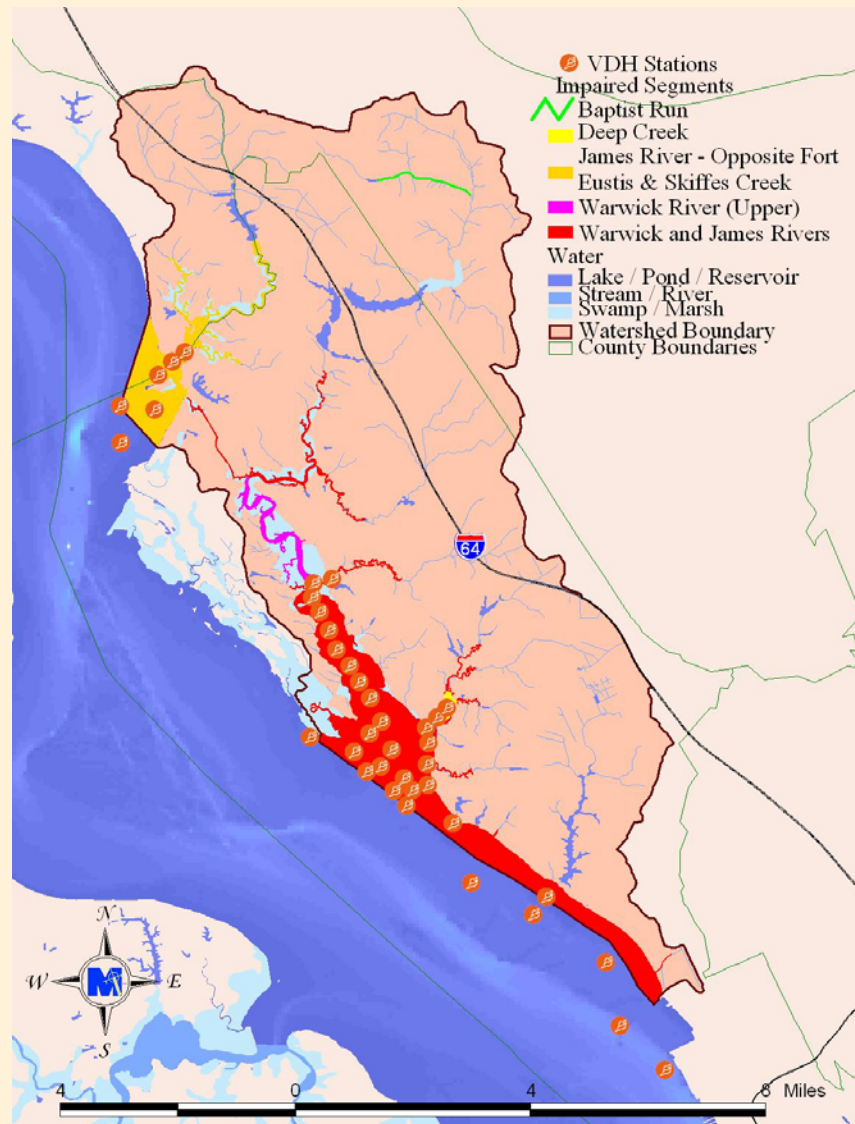 VDH Stations
Impaired Segments
Baptist Run
Deep Creek
James River - Opposite Fort
Eustis & Skiffes Creek
Warwick River (Upper)
Warwick and James Rivers
Water
Lake / Pond / Reservoir
Stream / River
Swamp / Marsh
Watershed Boundary
County Boundaries
64
N
W M E
S
4 0 4 8 Miles